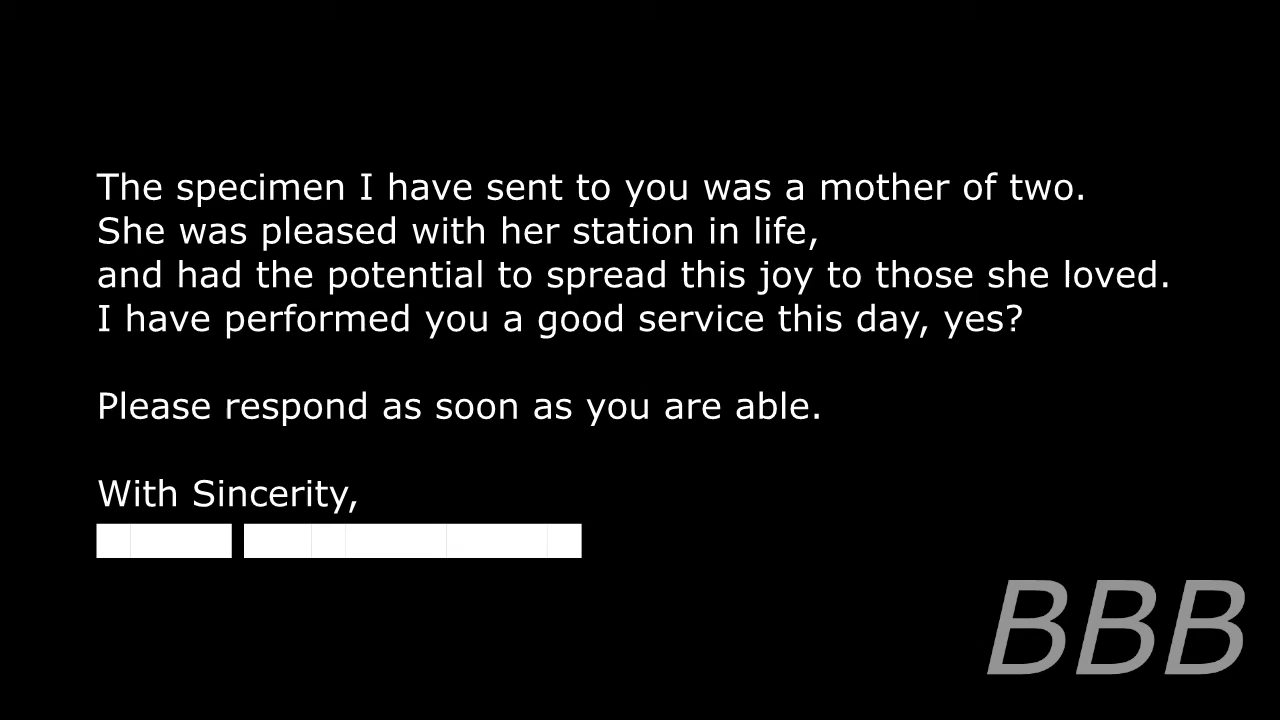 The specimen I have sent to you was a mother of two.
She was pleased with her station in life,
and had the potential to spread this joy to those she loved.
I have performed you a good service this day, yes?
Please respond as soon as you are able.
With Sincerity,
BBB